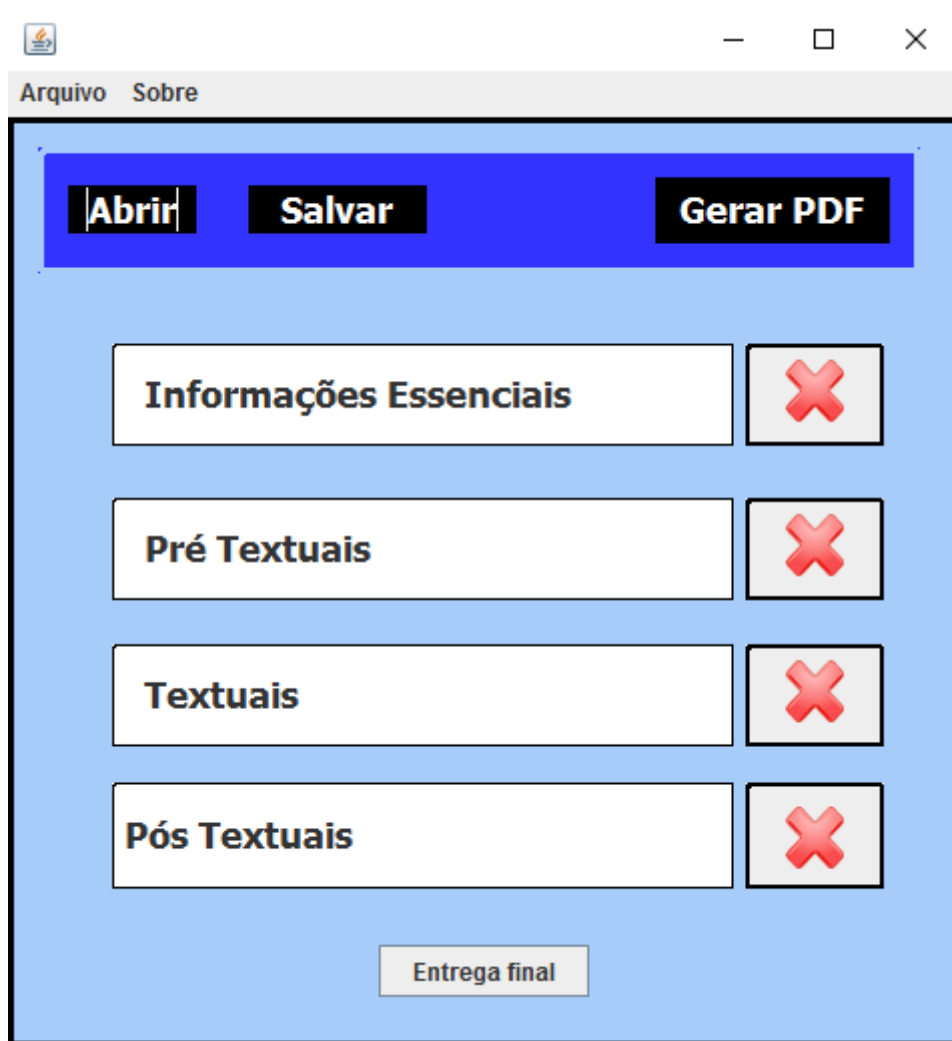 Arquivo Sobre
Abrir Salvar Gerar PDF
Informações Essenciais
Pré Textuais
Textuais
Pós Textuais
Entrega final